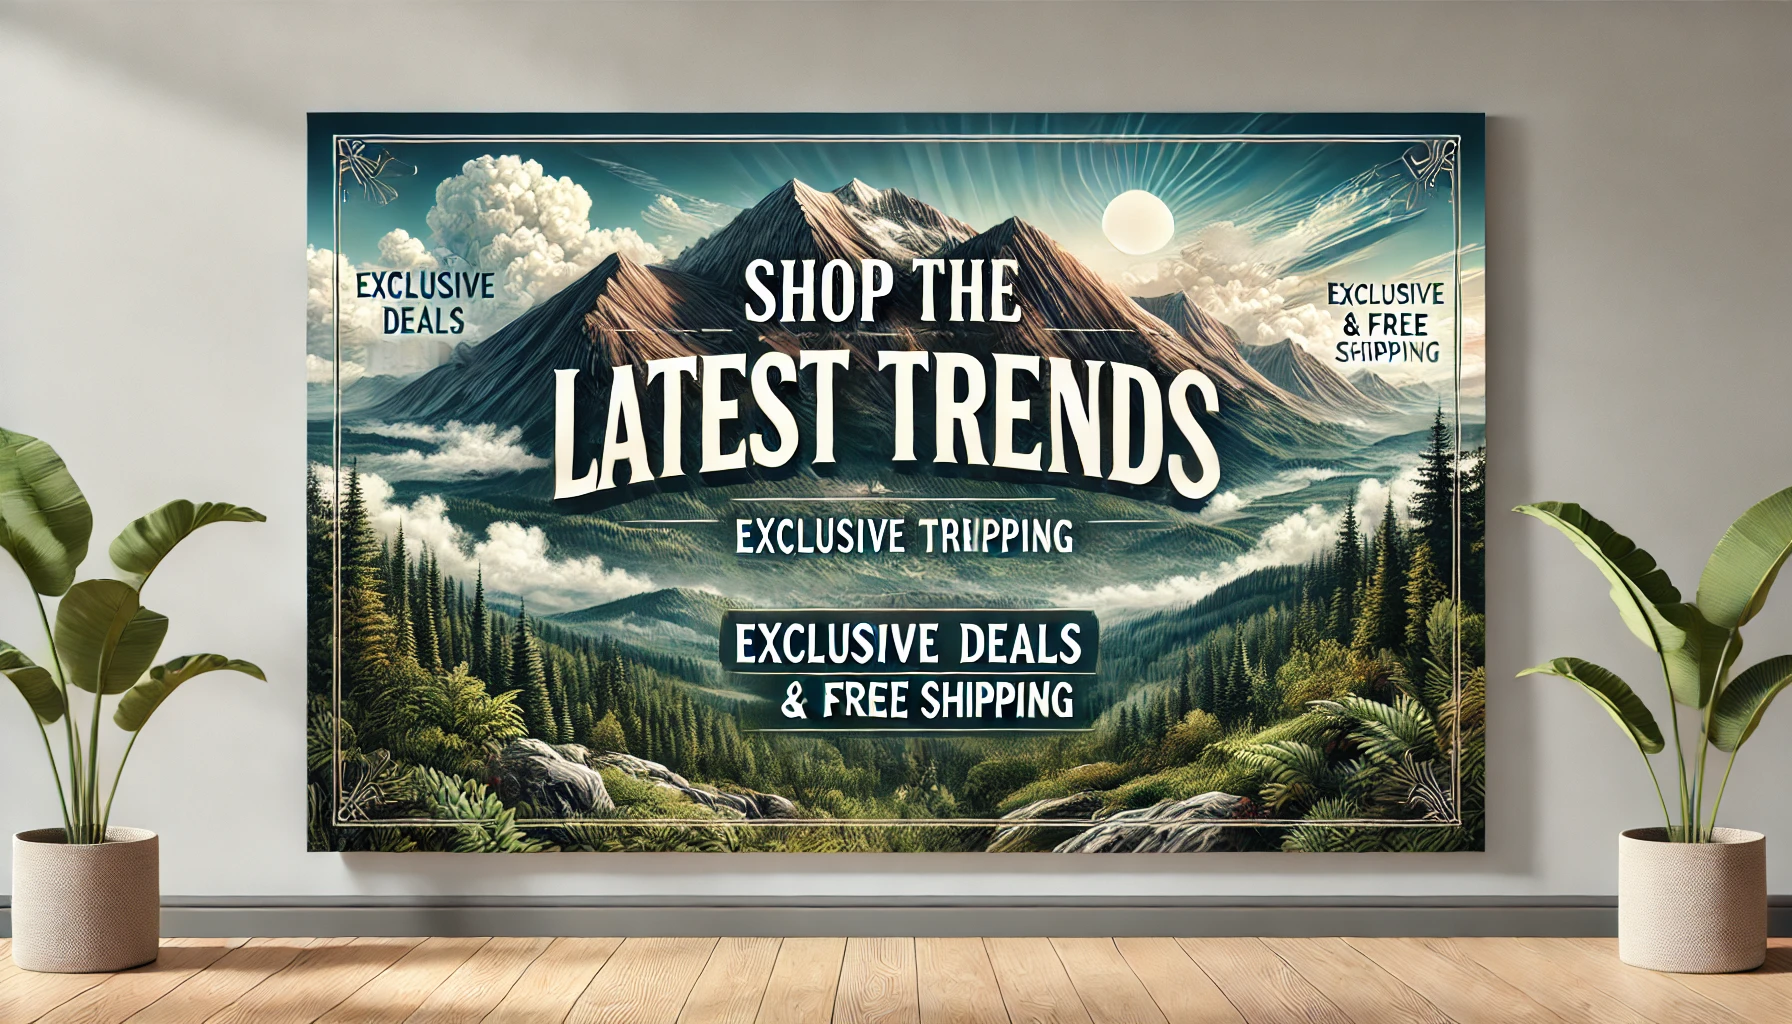 EXCLUSIVE
DEALS
SHOP THE
LATEST TRENDS
EXCLUSIVE
& FREE
SHIPPING
EXCLUSIVE TRIPPING
EXCLUSIVE DEALS
& FREE SHIPPING